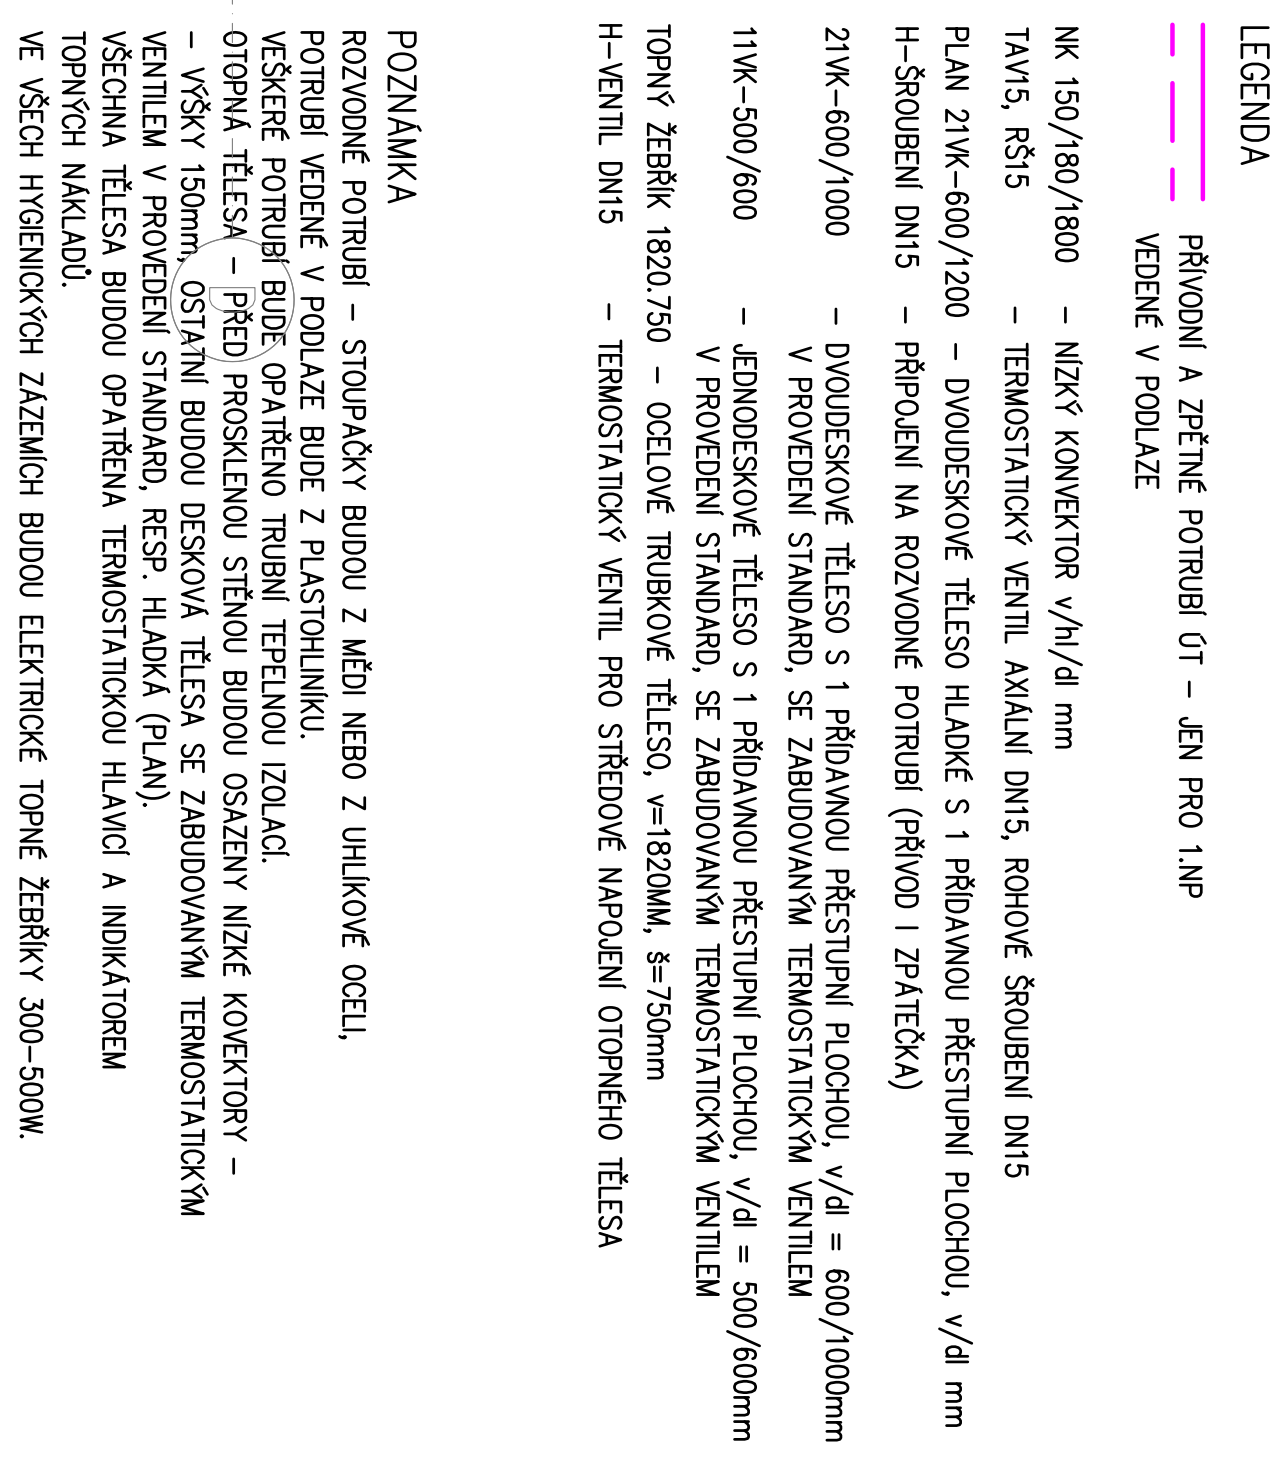 LEGENDA
PŘÍVODNÍ A ZPĚTNÉ POTRUBÍ ÚT – JEN PRO 1.NP
VEDENÉ V PODLAZE
NK 150/180/1800 – NÍZKÝ KONVEKTOR v/hl/dl mm
TAV15, RŠ15 – TERMOSTATICKÝ VENTIL AXIÁLNÍ DN15, ROHOVÉ ŠROUBENÍ DN15
PLAN 21VK–600/1200 – DVOUDESKOVÉ TĚLESO HLADKÉ S 1 PŘÍDAVNOU PŘESTUPNÍ PLOCHOU, v/dl mm
H–ŠROUBENÍ DN15 – PŘIPOJENÍ NA ROZVODNÉ POTRUBÍ (PŘÍVOD I ZPÁTEČKA)
21VK–600/1000 – DVOUDESKOVÉ TĚLESO S 1 PŘÍDAVNOU PŘESTUPNÍ PLOCHOU, v/dl = 600/1000mm
V PROVEDENÍ STANDARD, SE ZABUDOVANÝM TERMOSTATICKÝM VENTILEM
11VK–500/600 – JEDNODESKOVÉ TĚLESO S 1 PŘÍDAVNOU PŘESTUPNÍ PLOCHOU, v/dl = 500/600mm
V PROVEDENÍ STANDARD, SE ZABUDOVANÝM TERMOSTATICKÝM VENTILEM
TOPNÝ ŽEBŘÍK 1820.750 – OCELOVÉ TRUBKOVÉ TĚLESO, v=1820MM, š=750mm
H–VENTIL DN15 – TERMOSTATICKÝ VENTIL PRO STŘEDOVÉ NAPOJENÍ OTOPNÉHO TĚLESA
POZNÁMKA
ROZVODNÉ POTRUBÍ – STOUPAČKY BUDOU Z MĚDI NEBO Z UHLÍKOVÉ OCELI,
POTRUBÍ VEDENÉ V PODLAZE BUDE Z PLASTOHLINÍKU.
VEŠKERÉ POTRUBÍ BUDE OPATŘENO TRUBNÍ TEPELNOU IZOLACÍ.
OTOPNÁ TĚLESA – PŘED PROSKLENOU STĚNOU BUDOU OSAZENY NÍZKÉ KOVEKTORY –
– VÝŠKY 150mm, OSTATNÍ BUDOU DESKOVÁ TĚLESA SE ZABUDOVANÝM TERMOSTATICKÝM
VENTILEM V PROVEDENÍ STANDARD, RESP. HLADKÁ (PLAN).
VŠECHNA TĚLESA BUDOU OPATŘENA TERMOSTATICKOU HLAVICÍ A INDIKÁTOREM
TOPNÝCH NÁKLADŮ.
VE VŠECH HYGIENICKÝCH ZÁZEMÍCH BUDOU ELEKTRICKÉ TOPNÉ ŽEBŘÍKY 300–500W.
D